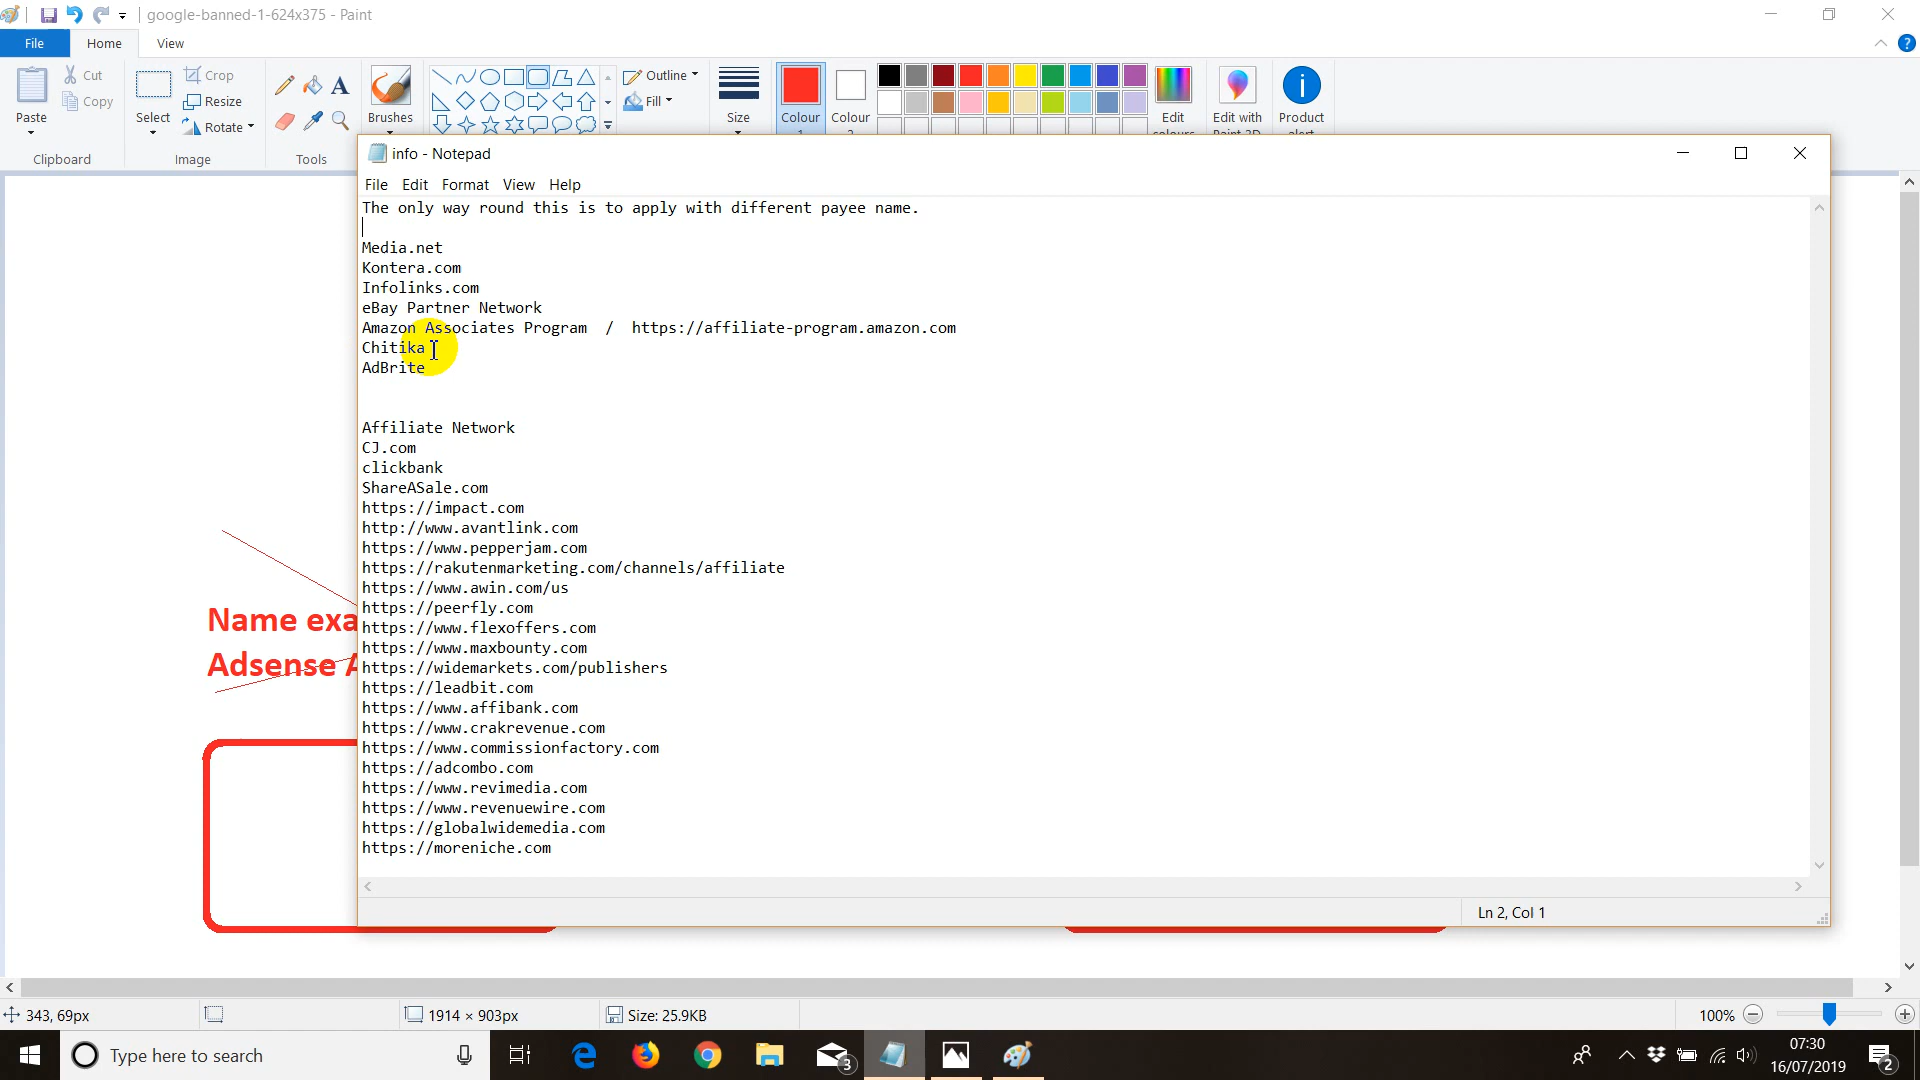 google-banned-1-624x375 - Paint
File Home View
Paste
Cut
Copy
Clipboard
Select
Crop
Resize
Rotate
Image
Tools
Brushes
Outline
Fill
Size
Colour 1
Colour 2
Edit colours
Edit with Paint 3D
Product alert
info - Notepad
File Edit Format View Help
The only way round this is to apply with different payee name.
Media.net
Kontera.com
Infolinks.com
eBay Partner Network
Amazon Associates Program / https://affiliate-program.amazon.com
Chitika
AdBrite
Affiliate Network
CJ.com
clickbank
ShareASale.com
https://impact.com
http://www.avantlink.com
https://www.pepperjam.com
https://rakutenmarketing.com/channels/affiliate
https://www.awin.com/us
https://peerfly.com
https://www.flexoffers.com
https://www.maxbounty.com
https://widemarkets.com/publishers
https://leadbit.com
https://www.affibank.com
https://www.crakrevenue.com
https://www.commissionfactory.com
https://adcombo.com
https://www.revimedia.com
https://www.revenuewire.com
https://globalwidemedia.com
https://moreniche.com
Ln 2, Col 1
Name exa
Adsense A
343, 69px
1914 × 903px
Size: 25.9KB
100%
Type here to search
3
07:30
16/07/2019
2